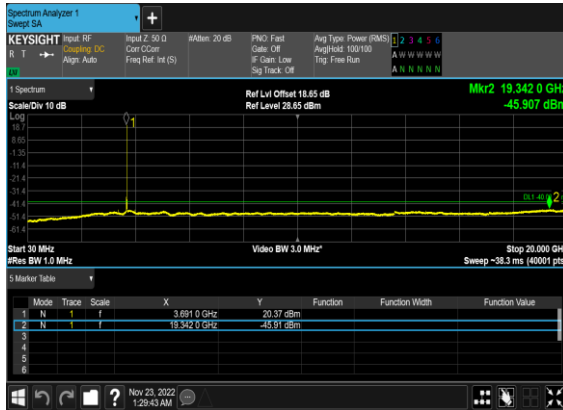 Spectrum Analyzer 1
Swept SA
+
KEYSIGHT Input: RF Input Z: 50 Ω #Atten: 20 dB PNO: Fast Avg Type: Power (RMS) 1 2 3 4 5 6
R T Coupling: DC Corr CCorr Gate: Off Avg|Hold: 100/100 A W W W W W
Align: Auto Freq Ref: Int (S) IF Gain: Low Trig: Free Run
Sig Track: Off A N N N N N
1 Spectrum Ref Lvl Offset 18.65 dB Mkr2 19.342 0 GHz
Scale/Div 10 dB Ref Level 28.65 dBm -45.907 dBm
Log
18.7
8.65
-1.35
-11.4
-21.4
-31.4
-41.4
-51.4
-61.4
1
2
Start 30 MHz Video BW 3.0 MHz* Stop 20.000 GH
#Res BW 1.0 MHz Sweep ~38.3 ms (40001 pts
5 Marker Table
Mode Trace Scale X Y Function Function Width Function Value
1 N 1 f 3.691 0 GHz 20.37 dBm
2 N 1 f 19.342 0 GHz -45.91 dBm
3
4
5
6
? Nov 23, 2022
1:29:43 AM